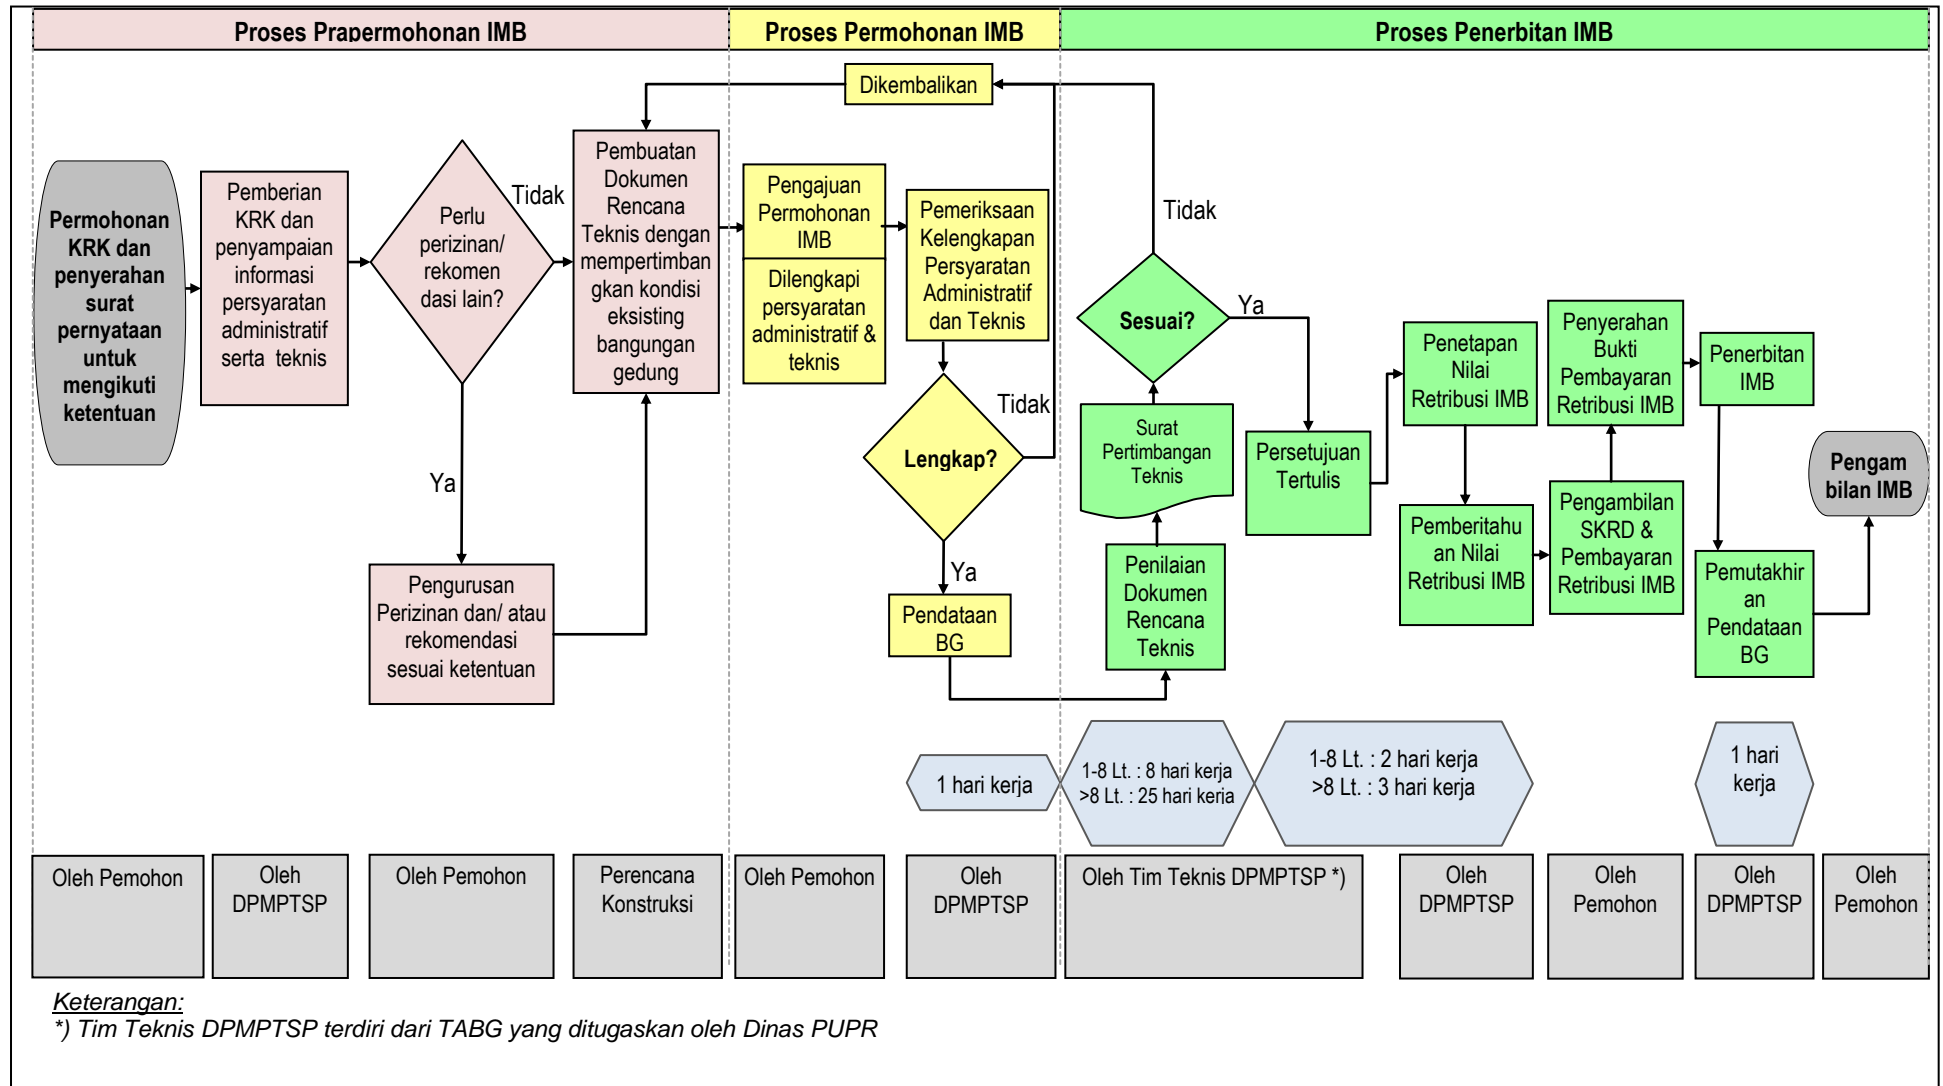 Proses Prapermohonan IMB
Proses Permohonan IMB
Proses Penerbitan IMB
Permohonan
KRK dan
penyerahan
surat
pernyataan
untuk
mengikuti
ketentuan
Pemberian
KRK dan
penyampaian
informasi
persyaratan
administratif
serta teknis
Perlu
perizinan/
rekomen
dasi lain?
Tidak
Ya
Pengurusan
Perizinan dan/ atau
rekomendasi
sesuai ketentuan
Pembuatan
Dokumen
Rencana
Teknis dengan
mempertimban
gkan kondisi
eksisting
bangungan
gedung
Dikembalikan
Pengajuan
Permohonan
IMB
Dilengkapi
persyaratan
administratif &
teknis
Pemeriksaan
Kelengkapan
Persyaratan
Administratif
dan Teknis
Lengkap?
Tidak
Ya
Pendataan
BG
Penilaian
Dokumen
Rencana
Teknis
Surat
Pertimbangan
Teknis
Sesuai?
Tidak
Ya
Persetujuan
Tertulis
Penetapan
Nilai
Retribusi IMB
Pemberitahu
an Nilai
Retribusi IMB
Pengambilan
SKRD &
Pembayaran
Retribusi IMB
Penyerahan
Bukti
Pembayaran
Retribusi IMB
Penerbitan
IMB
Pemutakhir
an
Pendataan
BG
Pengam
bilan IMB
1 hari kerja
1-8 Lt. : 8 hari kerja
>8 Lt. : 25 hari kerja
1-8 Lt. : 2 hari kerja
>8 Lt. : 3 hari kerja
1 hari
kerja
Oleh Pemohon
Oleh
DPMPTSP
Oleh Pemohon
Perencana
Konstruksi
Oleh Pemohon
Oleh
DPMPTSP
Oleh Tim Teknis DPMPTSP *)
Oleh
DPMPTSP
Oleh
Pemohon
Oleh
DPMPTSP
Oleh
Pemohon
Keterangan:
*) Tim Teknis DPMPTSP terdiri dari TABG yang ditugaskan oleh Dinas PUPR